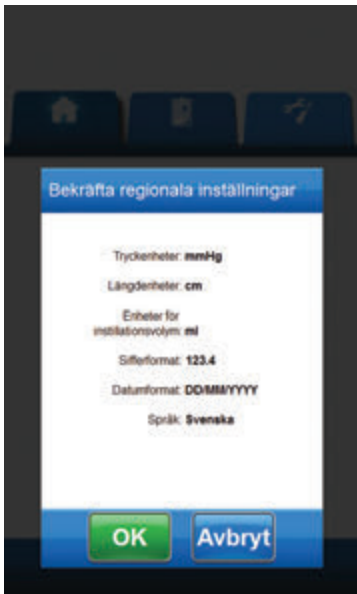 Bekräfta regionala inställningar
Tryckenheter: mmHg
Längdenheter: cm
Enheter för
instillationsvolym: ml
Sifferformat: 123.4
Datumformat: DD/MM/YYYY
Språk: Svenska
OK Avbryt